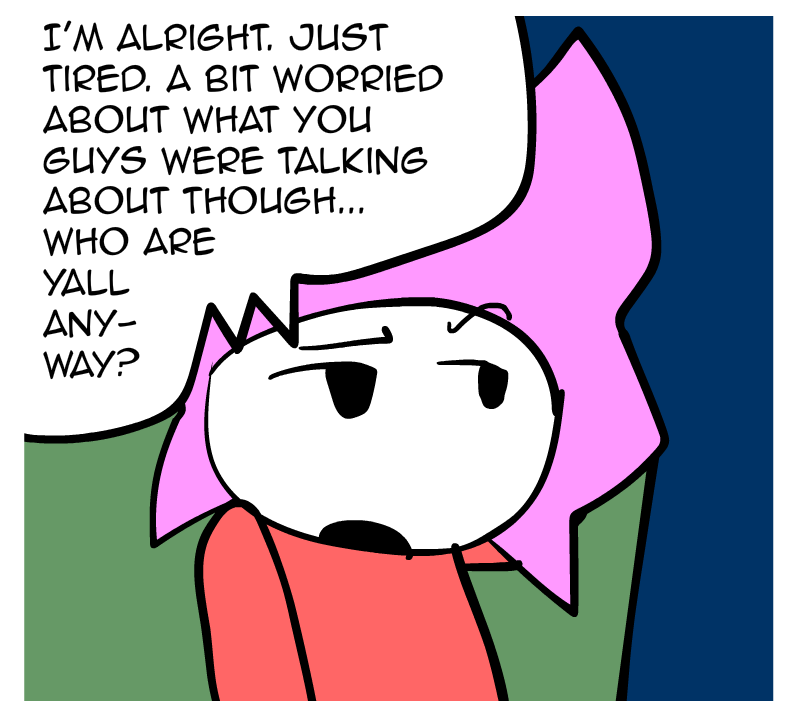 I'M ALRIGHT. JUST
TIRED. A BIT WORRIED
ABOUT WHAT YOU
GUYS WERE TALKING
ABOUT THOUGH...
WHO ARE
YALL
ANY-
WAY?